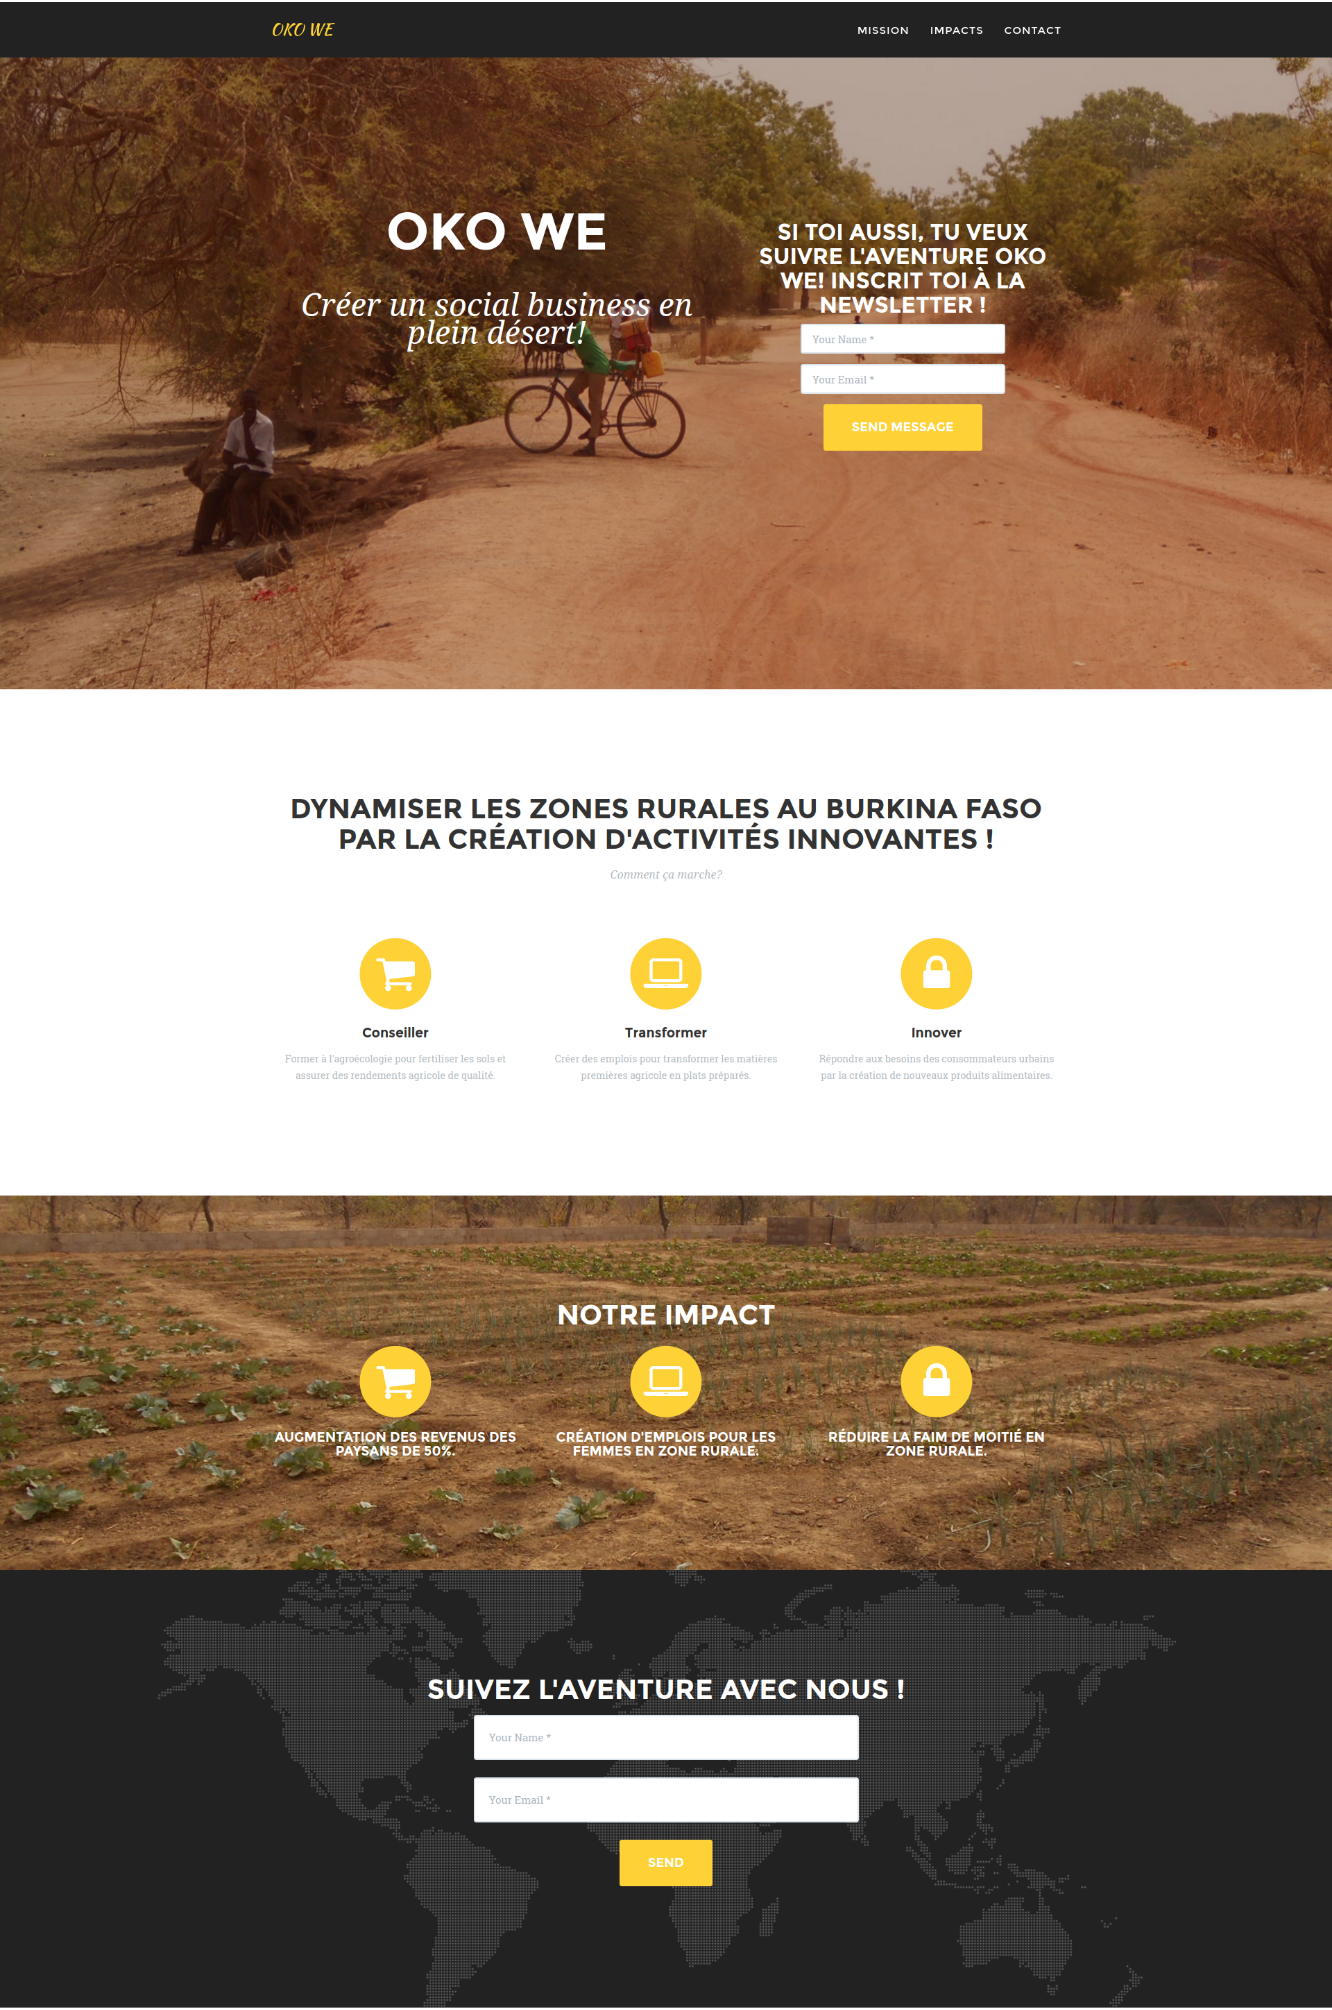 OKO WE
MISSION IMPACTS CONTACT
OKO WE
Créer un social business en
plein désert!
SI TOI AUSSI, TU VEUX
SUIVRE L'AVENTURE OKO
WE! INSCRIT TOI À LA
NEWSLETTER !
Your Name *
Your Email *
SEND MESSAGE
DYNAMISER LES ZONES RURALES AU BURKINA FASO
PAR LA CRÉATION D'ACTIVITÉS INNOVANTES !
Comment ça marche?
Conseiller
Former à l'agroécologie pour fertiliser les sols et
assurer des rendements agricole de qualité.
Transformer
Créer des emplois pour transformer les matières
premières agricole en plats préparés.
Innover
Répondre aux besoins des consommateurs urbains
par la création de nouveaux produits alimentaires.
NOTRE IMPACT
AUGMENTATION DES REVENUS DES
PAYSANS DE 50%.
CRÉATION D'EMPLOIS POUR LES
FEMMES EN ZONE RURALE.
RÉDUIRE LA FAIM DE MOITIÉ EN
ZONE RURALE.
SUIVEZ L'AVENTURE AVEC NOUS !
Your Name *
Your Email *
SEND